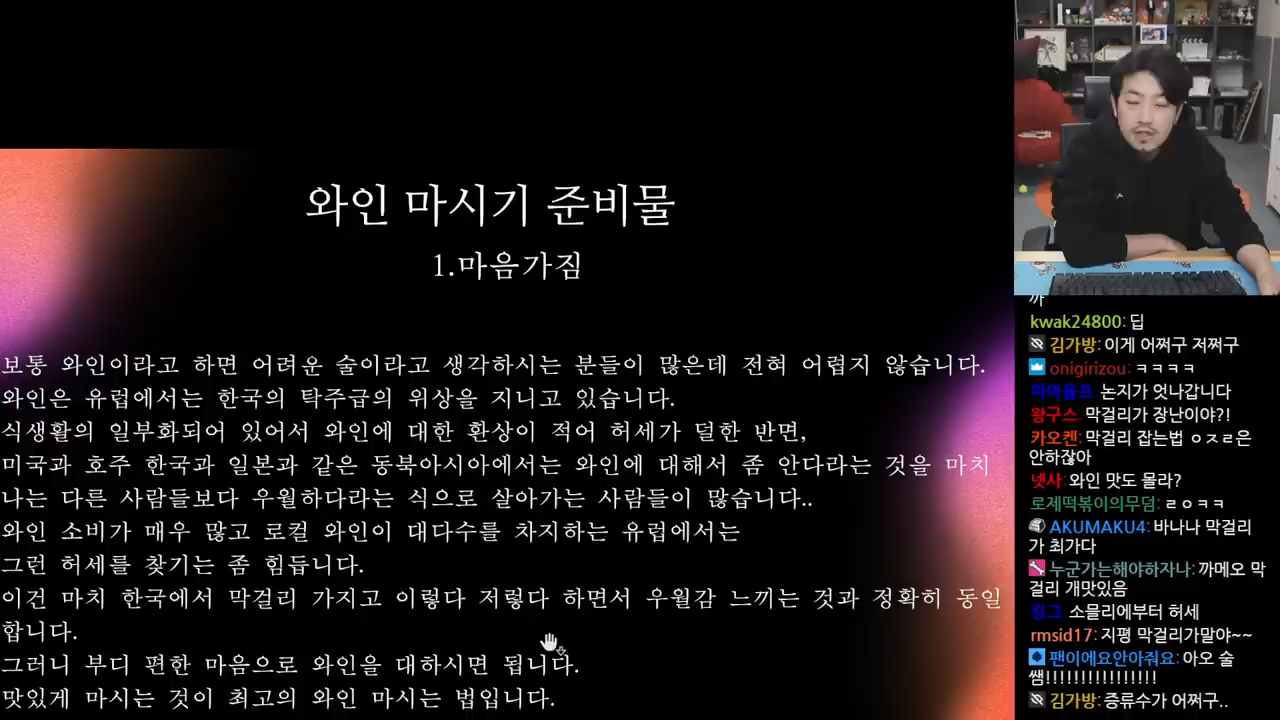 와인 마시기 준비물
1.마음가짐
보통 와인이라고 하면 어려운 술이라고 생각하시는 분들이 많은데 전혀 어렵지 않습니다.
와인은 유럽에서는 한국의 탁주급의 위상을 지니고 있습니다.
식생활의 일부화되어 있어서 와인에 대한 환상이 적어 허세가 덜한 반면,
미국과 호주 한국과 일본과 같은 동북아시아에서는 와인에 대해서 좀 안다라는 것을 마치
나는 다른 사람들보다 우월하다라는 식으로 살아가는 사람들이 많습니다..
와인 소비가 매우 많고 로컬 와인이 대다수를 차지하는 유럽에서는
그런 허세를 찾기는 좀 힘듭니다.
이건 마치 한국에서 막걸리 가지고 이렇다 저렇다 하면서 우월감 느끼는 것과 정확히 동일
합니다.
그러니 부디 편한 마음으로 와인을 대하시면 됩니다.
맛있게 마시는 것이 최고의 와인 마시는 법입니다.
까
kwak24800: 딥
김가방: 이게 어쩌구 저쩌구
onigirizou: ㅋㅋㅋㅋ
논지가 엇나갑니다
왕구스: 막걸리가 장난이야?!
카오켄: 막걸리 잡는법 ㅇㅈㄹ은
안하잖아
넷사: 와인 맛도 몰라?
로제떡볶이의무덤: ㄹㅇㅋㅋ
AKUMAKU4: 바나나 막걸리
가 최가다
누군가는해야하자나: 까메오 막
걸리 개맛있음
킹그: 소믈리에부터 허세
rmsid17: 지평 막걸리가말야~~
팬이에요안아줘요: 아오 술
쌤!!!!!!!!!!!!!!!!
김가방: 증류수가 어쩌구..